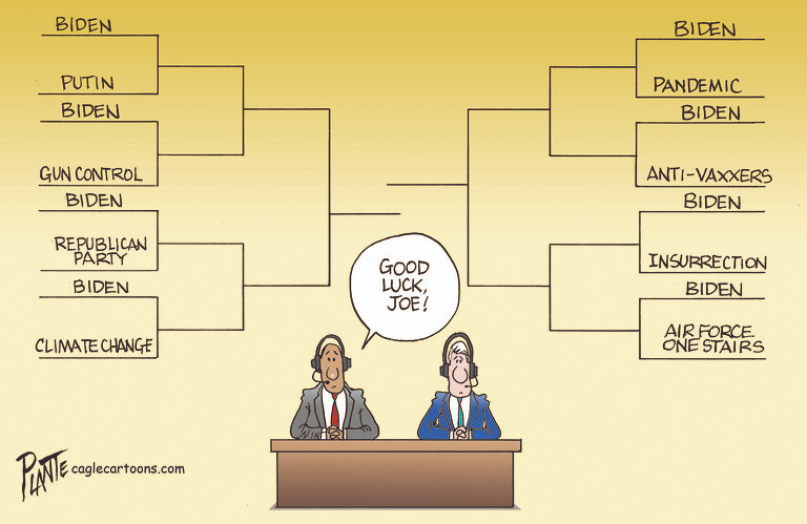 BIDEN
PUTIN
BIDEN
GUN CONTROL
BIDEN
REPUBLICAN
PARTY
BIDEN
CLIMATE CHANGE
BIDEN
PANDEMIC
BIDEN
ANTI-VAXXERS
BIDEN
INSURRECTION
BIDEN
AIR FORCE
ONE STAIRS
GOOD
LUCK,
JOE!
PLANTE caglecartoons.com